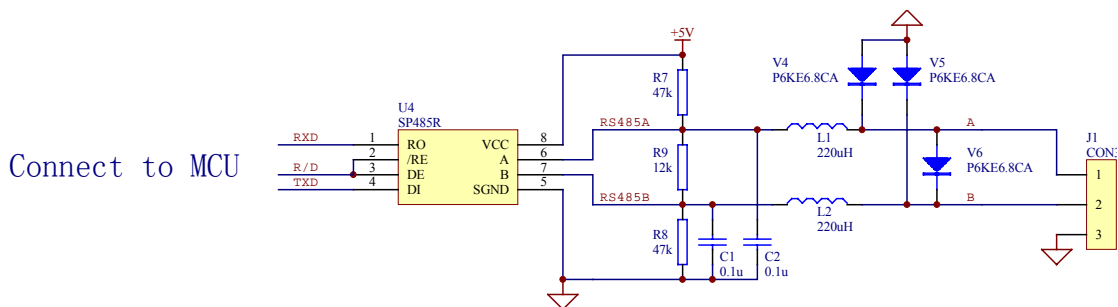 +5V
V4
P6KE6.8CA
V5
P6KE6.8CA
R7
47k
U4
SP485R
RXD
1
RO
VCC
8
RS485A
2
/RE
A
6
L1
220uH
A
J1
CON3
Connect to MCU
R/D
3
DE
B
7
R9
12k
V6
P6KE6.8CA
1
TXD
4
DI
SGND
5
RS485B
L2
220uH
B
2
R8
47k
C1
0.1u
C2
0.1u
3